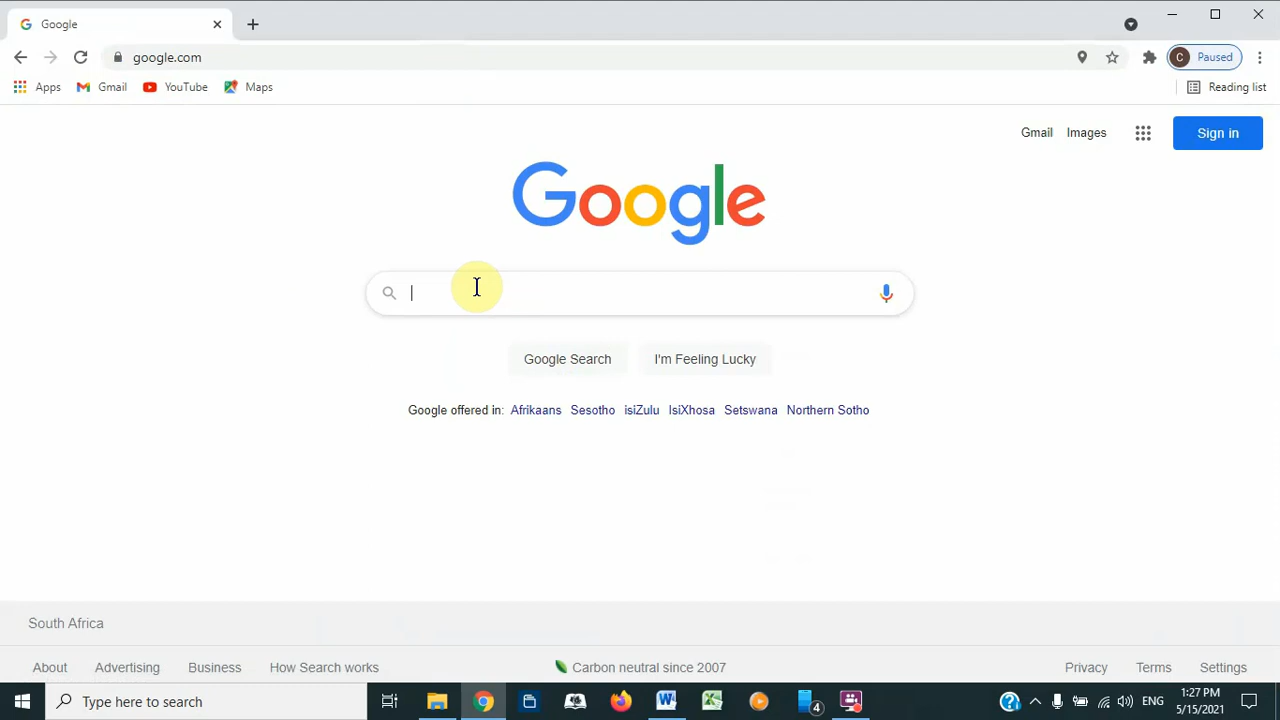 Google
google.com
Paused
Apps Gmail YouTube Maps
Reading list
Gmail Images Sign in
Google
Google Search I'm Feeling Lucky
Google offered in: Afrikaans Sesotho isiZulu IsiXhosa Setswana Northern Sotho
South Africa
About Advertising Business How Search works Carbon neutral since 2007 Privacy Terms Settings
Type here to search
4
ENG
1:27 PM
5/15/2021